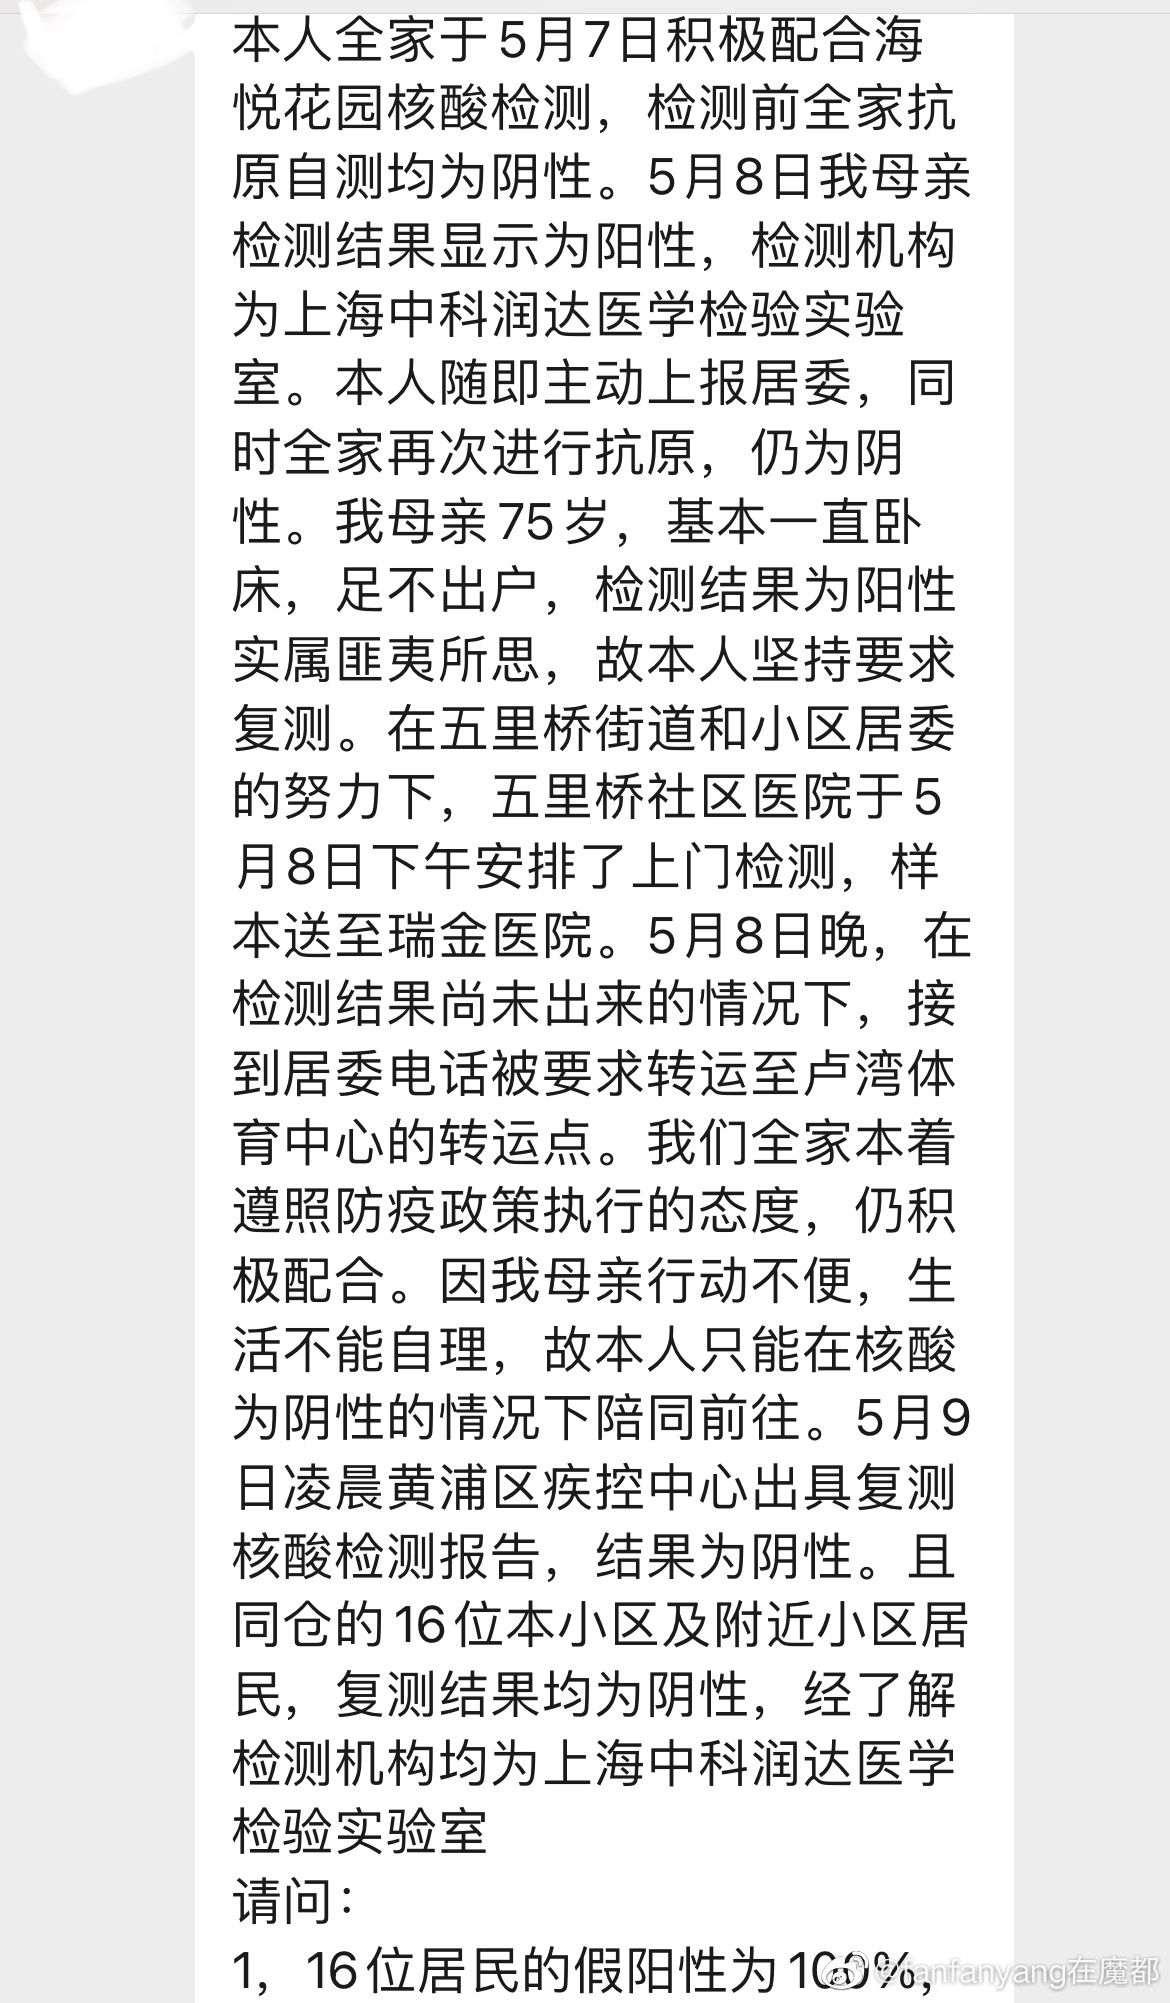 本人全家于5月7日积极配合海
悦花园核酸检测，检测前全家抗
原自测均为阴性。5月8日我母亲
检测结果显示为阳性，检测机构
为上海中科润达医学检验实验
室。本人随即主动上报居委，同
时全家再次进行抗原，仍为阴
性。我母亲75岁，基本一直卧
床，足不出户，检测结果为阳性
实属匪夷所思，故本人坚持要求
复测。在五里桥街道和小区居委
的努力下，五里桥社区医院于5
月8日下午安排了上门检测，样
本送至瑞金医院。5月8日晚，在
检测结果尚未出来的情况下，接
到居委电话被要求转运至卢湾体
育中心的转运点。我们全家本着
遵照防疫政策执行的态度，仍积
极配合。因我母亲行动不便，生
活不能自理，故本人只能在核酸
为阴性的情况下陪同前往。5月9
日凌晨黄浦区疾控中心出具复测
核酸检测报告，结果为阴性。且
同仓的16位本小区及附近小区居
民，复测结果均为阴性，经了解
检测机构均为上海中科润达医学
检验实验室
请问：
1，16位居民的假阳性为100%，
@fanfanyang在魔都